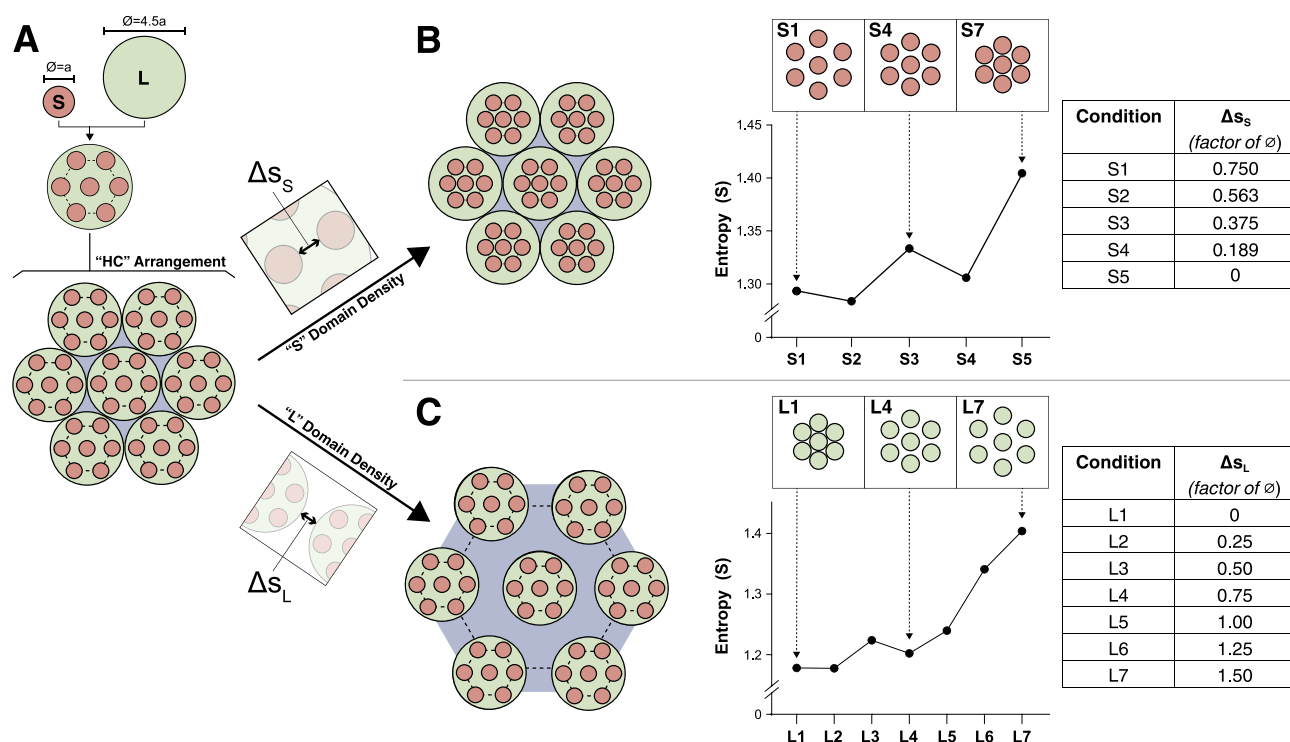 A
Ø=4.5a
Ø=a
S
L
"HC" Arrangement
ΔsS
"S" Domain Density
"L" Domain Density
ΔsL
B
S1
S4
S7
Entropy (S)
1.45
1.40
1.35
1.30
0
S1 S2 S3 S4 S5
Condition ΔsS
(factor of Ø)
S1 0.750
S2 0.563
S3 0.375
S4 0.189
S5 0
C
L1
L4
L7
Entropy (S)
1.4
1.3
1.2
0
L1 L2 L3 L4 L5 L6 L7
Condition ΔsL
(factor of Ø)
L1 0
L2 0.25
L3 0.50
L4 0.75
L5 1.00
L6 1.25
L7 1.50